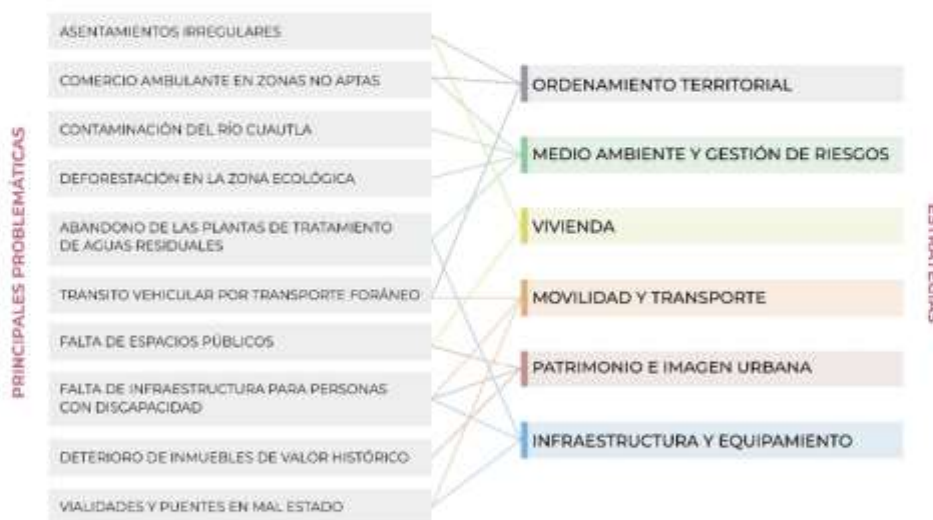 PRINCIPALES PROBLEMÁTICAS
ASENTAMIENTOS IRREGULARES
COMERCIO AMBULANTE EN ZONAS NO APTAS
CONTAMINACIÓN DEL RÍO CUAUTLA
DEFORESTACIÓN EN LA ZONA ECOLÓGICA
ABANDONO DE LAS PLANTAS DE TRATAMIENTO
DE AGUAS RESIDUALES
TRANSITO VEHICULAR POR TRANSPORTE FORÁNEO
FALTA DE ESPACIOS PÚBLICOS
FALTA DE INFRAESTRUCTURA PARA PERSONAS
CON DISCAPACIDAD
DETERIORO DE INMUEBLES DE VALOR HISTÓRICO
VIALIDADES Y PUENTES EN MAL ESTADO
ORDENAMIENTO TERRITORIAL
MEDIO AMBIENTE Y GESTIÓN DE RIESGOS
VIVIENDA
MOVILIDAD Y TRANSPORTE
PATRIMONIO E IMAGEN URBANA
INFRAESTRUCTURA Y EQUIPAMIENTO
ESTRATEGIAS